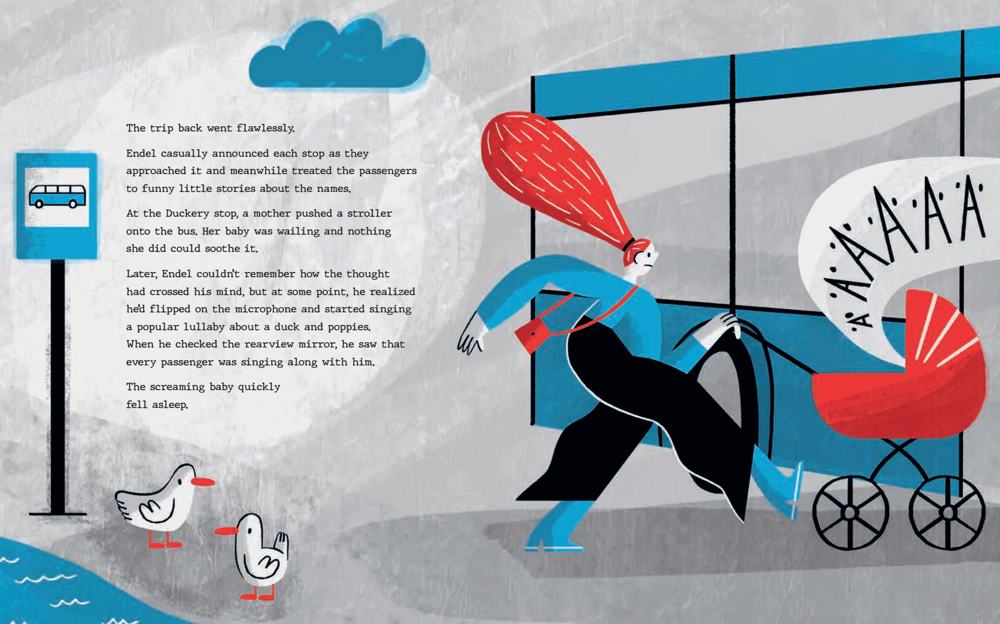 The trip back went flawlessly.
Endel casually announced each stop as they
approached it and meanwhile treated the passengers
to funny little stories about the names.
At the Duckery stop, a mother pushed a stroller
onto the bus. Her baby was wailing and nothing
she did could soothe it.
Later, Endel couldn't remember how the thought
had crossed his mind, but at some point, he realized
he'd flipped on the microphone and started singing
a popular lullaby about a duck and poppies.
When he checked the rearview mirror, he saw that
every passenger was singing along with him.
The screaming baby quickly
fell asleep.
Ä Ä Ä Ä Ä Ä Ä